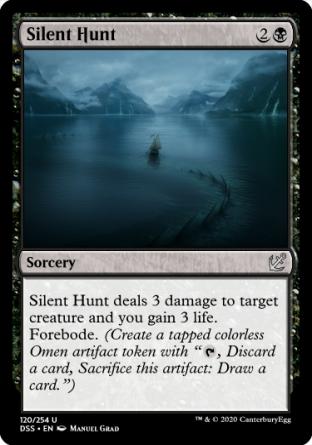 Silent Hunt 2
Sorcery
Silent Hunt deals 3 damage to target
creature and you gain 3 life.
Forebode. (Create a tapped colorless
Omen artifact token with “, Discard
a card, Sacrifice this artifact: Draw a
card.”)
120/254 U
DSS • EN Manuel Grad
™ & © 2020 CanterburyEgg